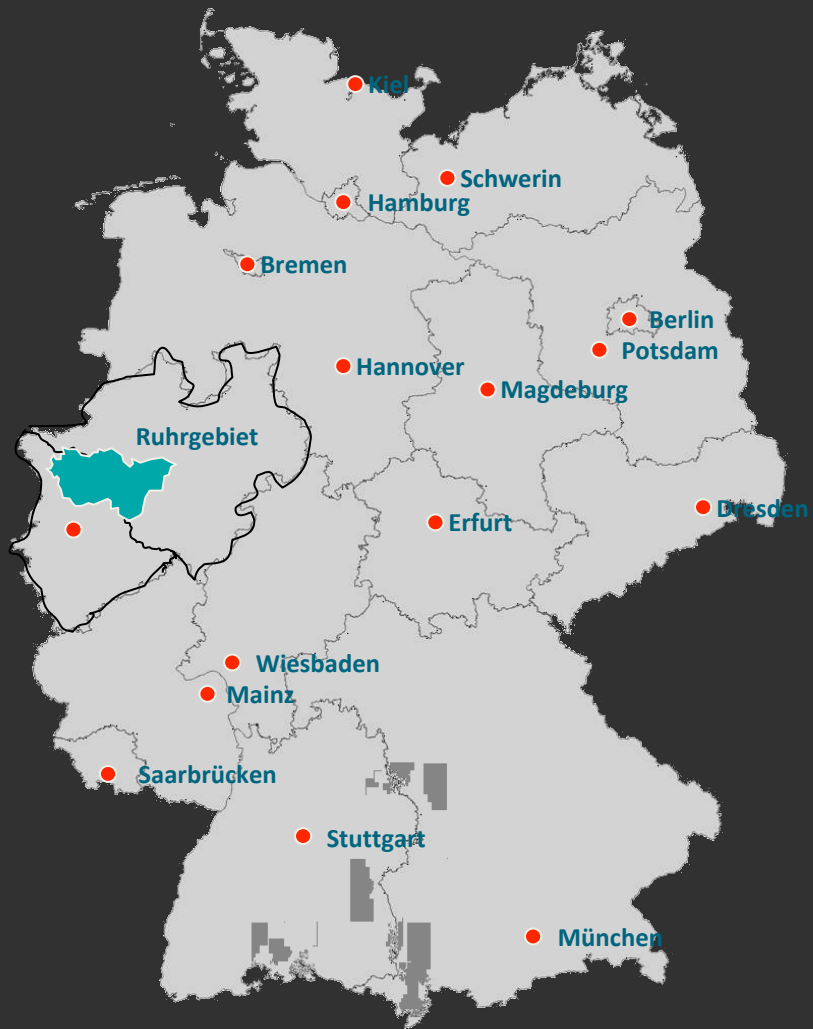 Kiel
Schwerin
Hamburg
Bremen
Berlin
Potsdam
Hannover
Magdeburg
Ruhrgebiet
Dresden
Erfurt
Wiesbaden
Mainz
Saarbrücken
Stuttgart
München